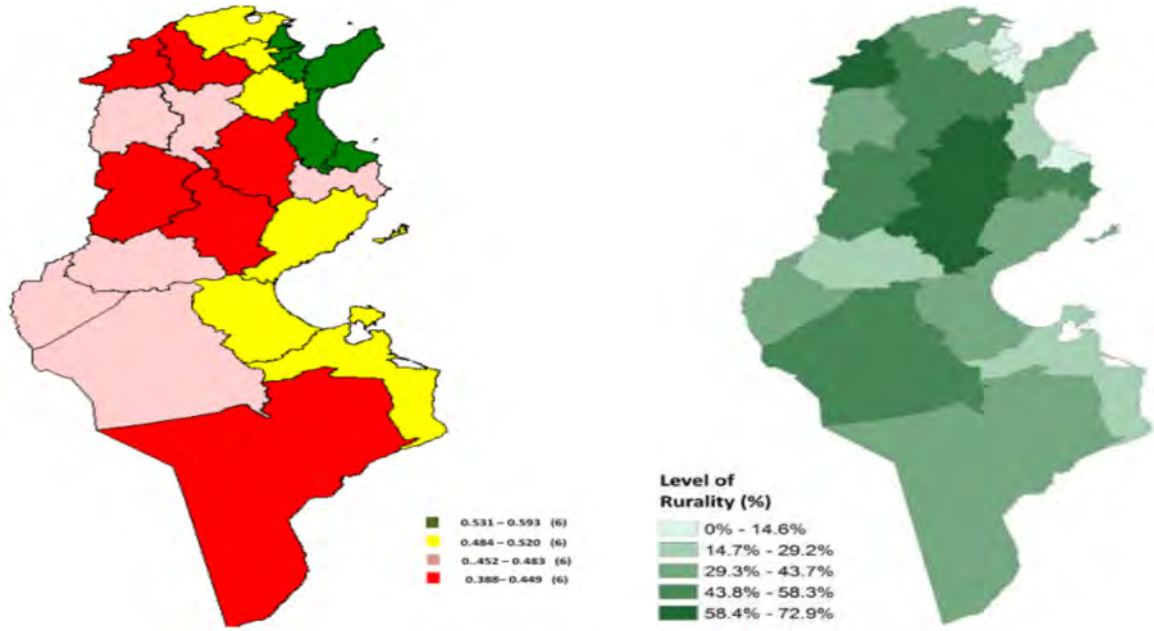 0.531 – 0.593 (6)
0.484 – 0.520 (6)
0..452 – 0.483 (6)
0.388– 0.449 (6)
Level of
Rurality (%)
0% - 14.6%
14.7% - 29.2%
29.3% - 43.7%
43.8% - 58.3%
58.4% - 72.9%